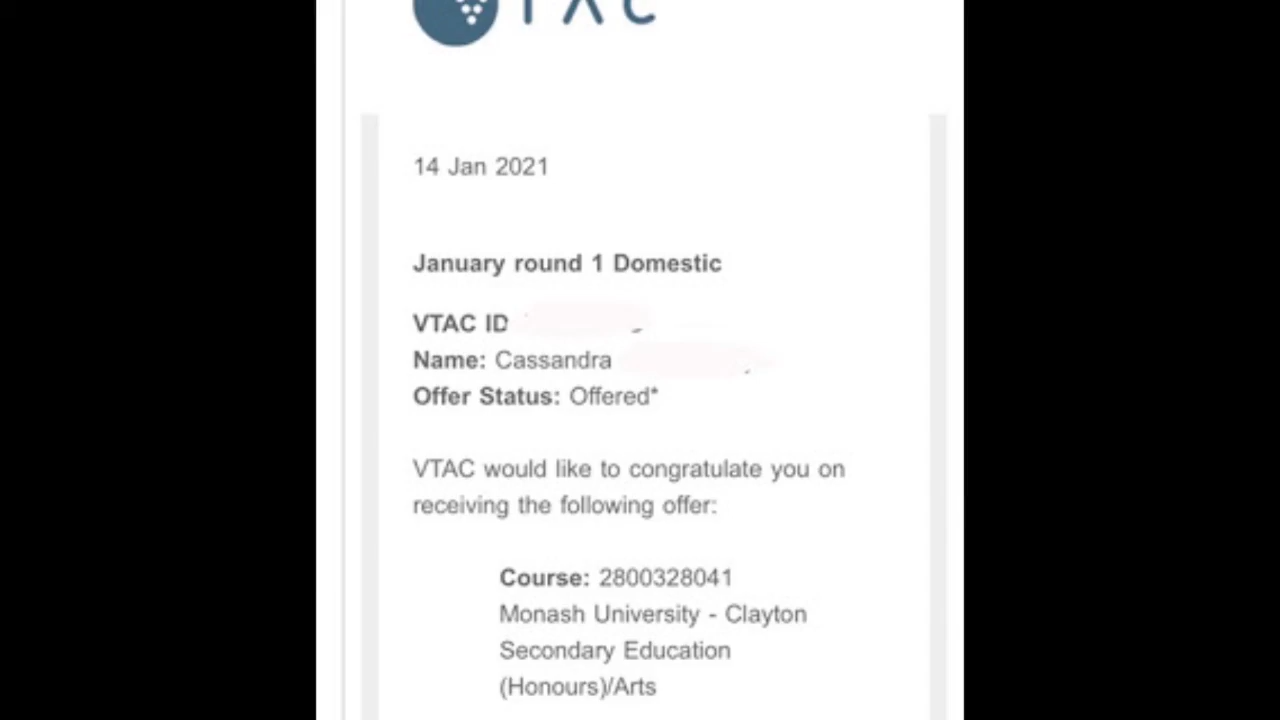 VTAC
14 Jan 2021
January round 1 Domestic
VTAC ID
Name: Cassandra
Offer Status: Offered*
VTAC would like to congratulate you on
receiving the following offer:
Course: 2800328041
Monash University - Clayton
Secondary Education
(Honours)/Arts